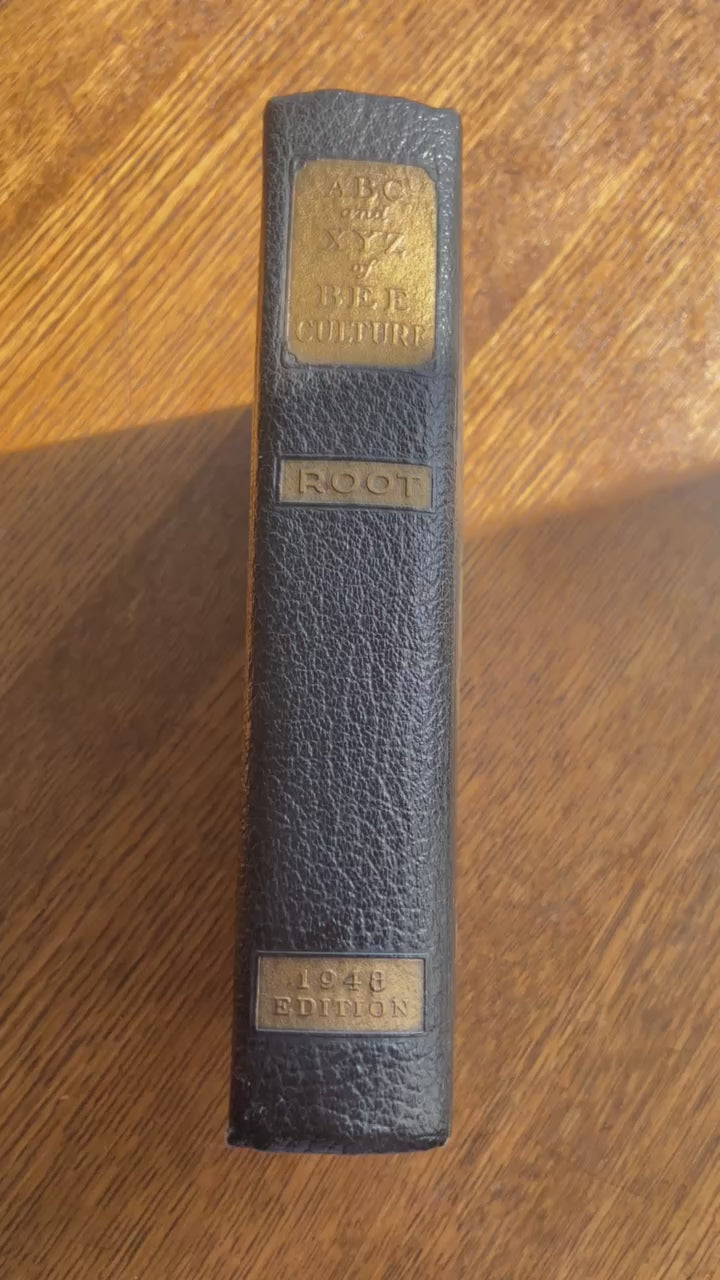 ABC
and
XYZ
of
BEE
CULTURE
ROOT
1948
EDITION